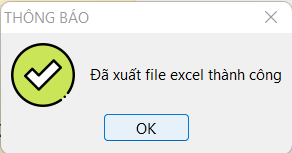 THÔNG BÁO
Đã xuất file excel thành công
OK